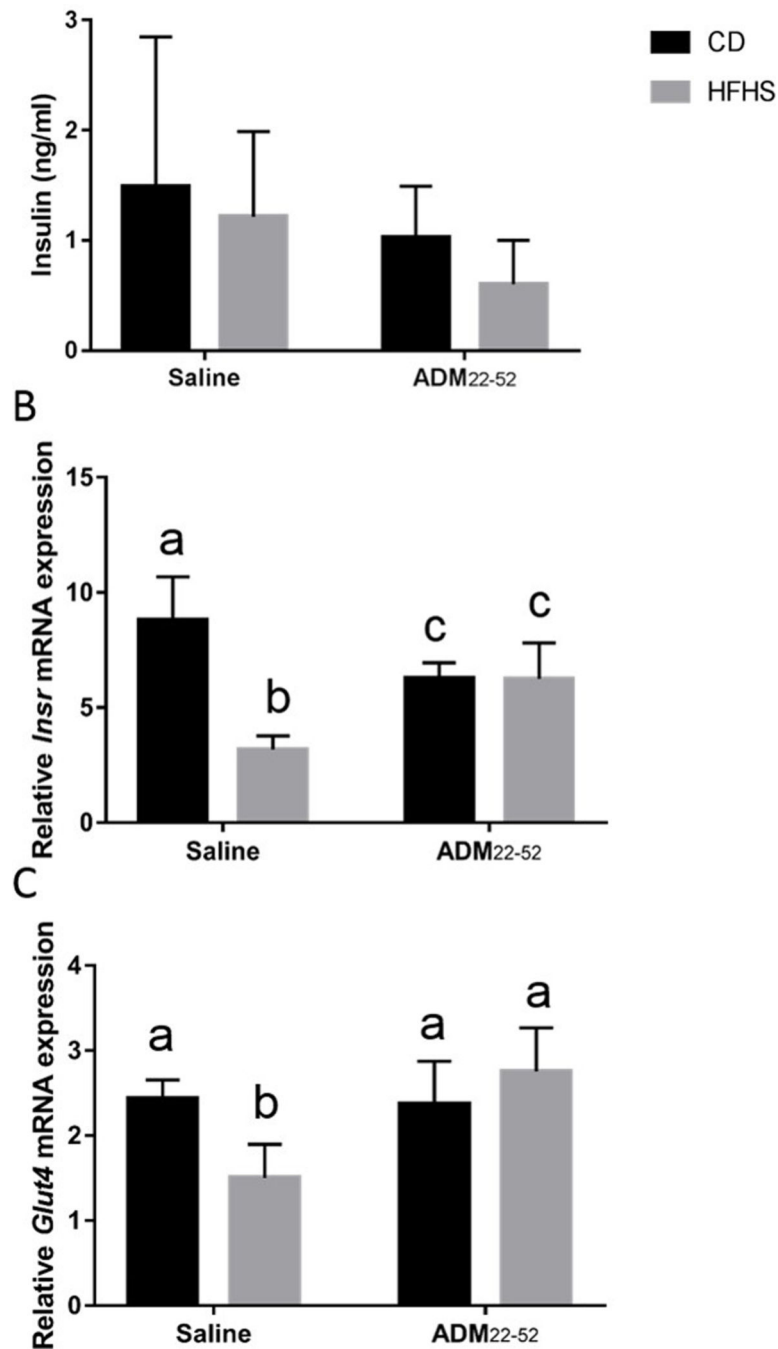 3
2
1
0
Insulin (ng/ml)
Saline
ADM22-52
CD
HFHS
B
15
10
5
0
Relative Insr mRNA expression
a
b
c
c
Saline
ADM22-52
C
4
3
2
1
0
Relative Glut4 mRNA expression
a
b
a
a
Saline
ADM22-52